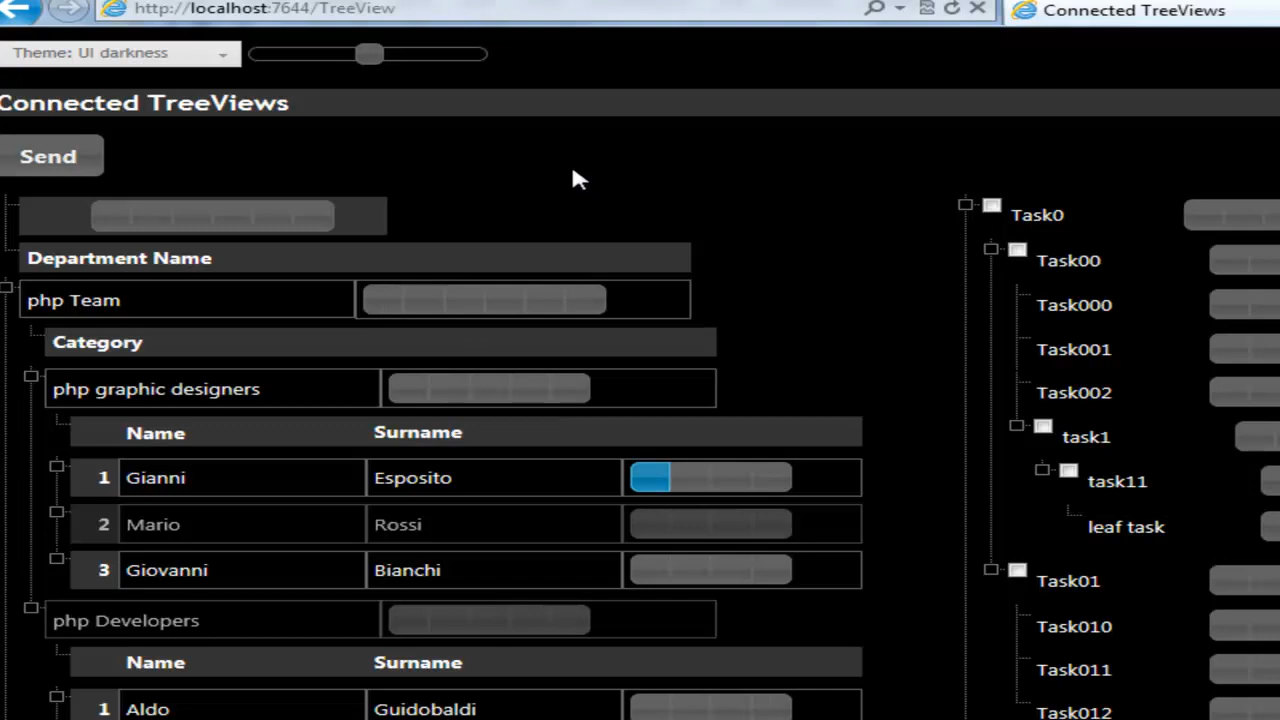 http://localhost:7644/TreeView
Connected TreeViews
Theme: UI darkness
Connected TreeViews
Send
Department Name
php Team
Category
php graphic designers
Name Surname
1 Gianni Esposito
2 Mario Rossi
3 Giovanni Bianchi
php Developers
Name Surname
1 Aldo Guidobaldi
Task0
Task00
Task000
Task001
Task002
task1
task11
leaf task
Task01
Task010
Task011
Task012